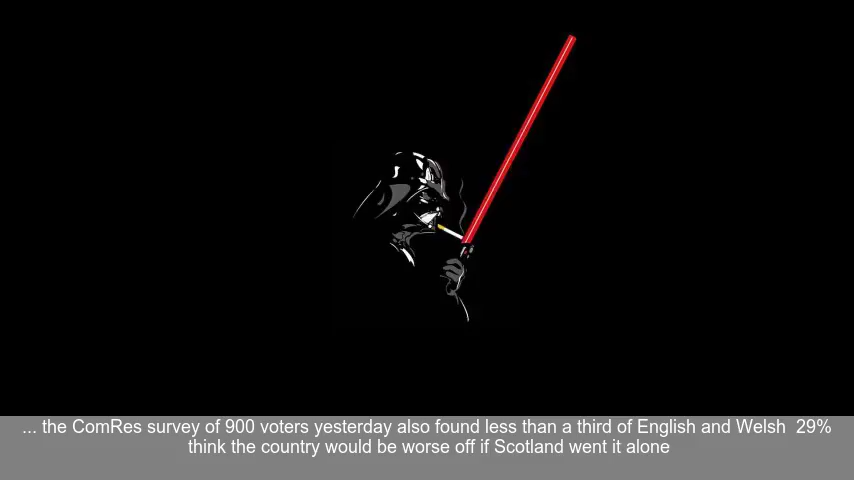 ... the ComRes survey of 900 voters yesterday also found less than a third of English and Welsh  29%
think the country would be worse off if Scotland went it alone